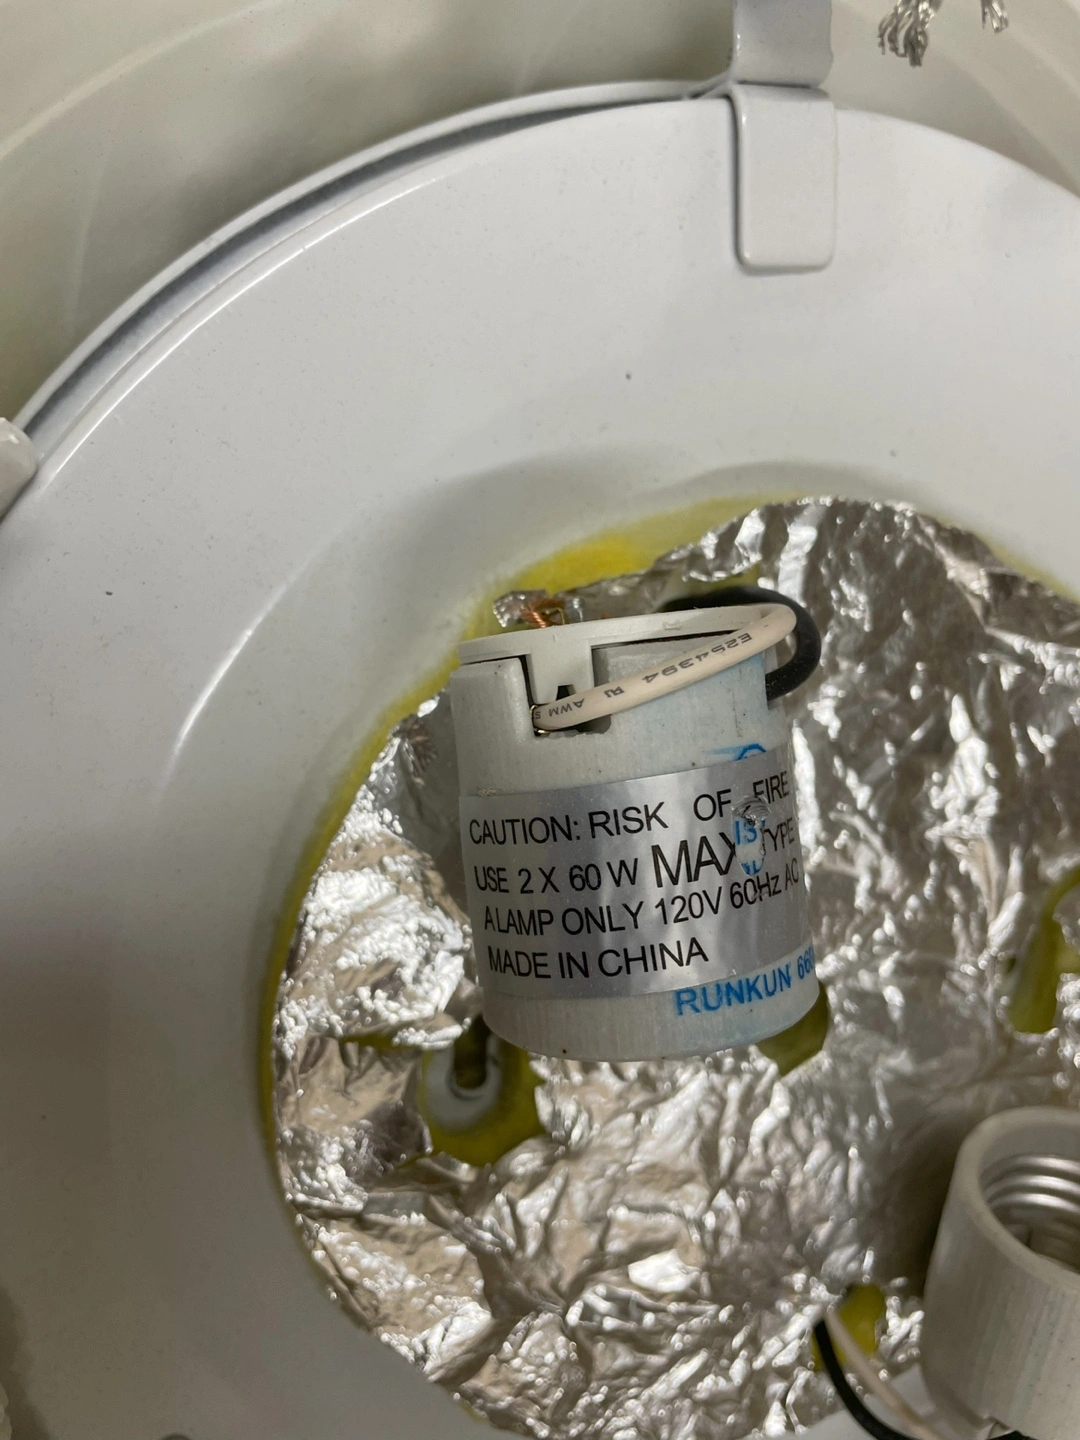 E254394
AWM
CAUTION: RISK OF FIRE
USE 2 X 60 W MAX TYPE
A LAMP ONLY 120V 60Hz AC
MADE IN CHINA
RUNKUN